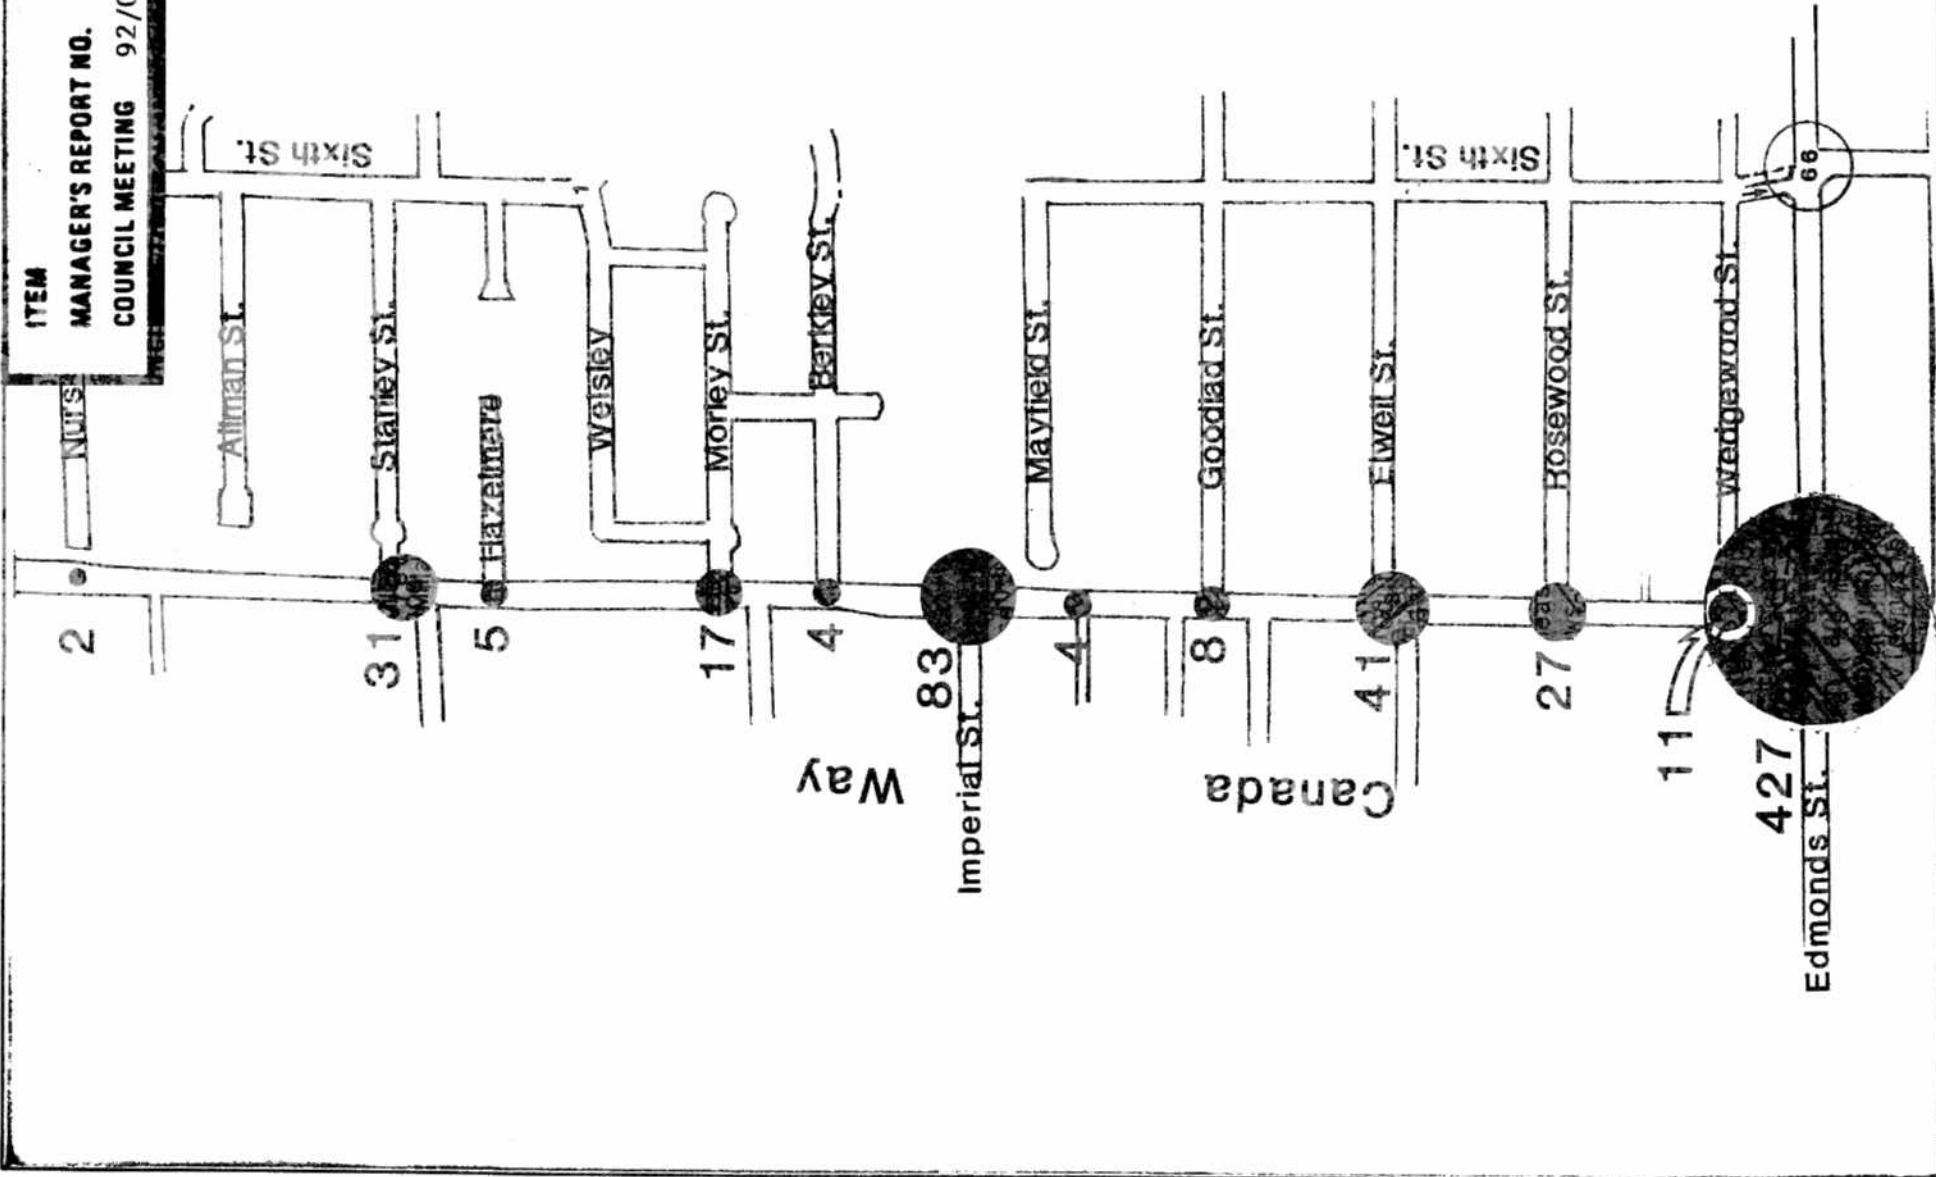 ITEM
MANAGER'S REPORT NO.
COUNCIL MEETING 92/0
Sixth St.
Sixth St.
Allman St.
Stanley St.
Hazelmere
Welsley
Morley St.
Berkley St.
Mayfield St.
Goodlad St.
Elwell St.
Rosewood St.
Wedgewood St.
66
2
31
5
17
4
83
4
8
41
27
11
427
Imperial St.
Edmonds St.
Canada
Way